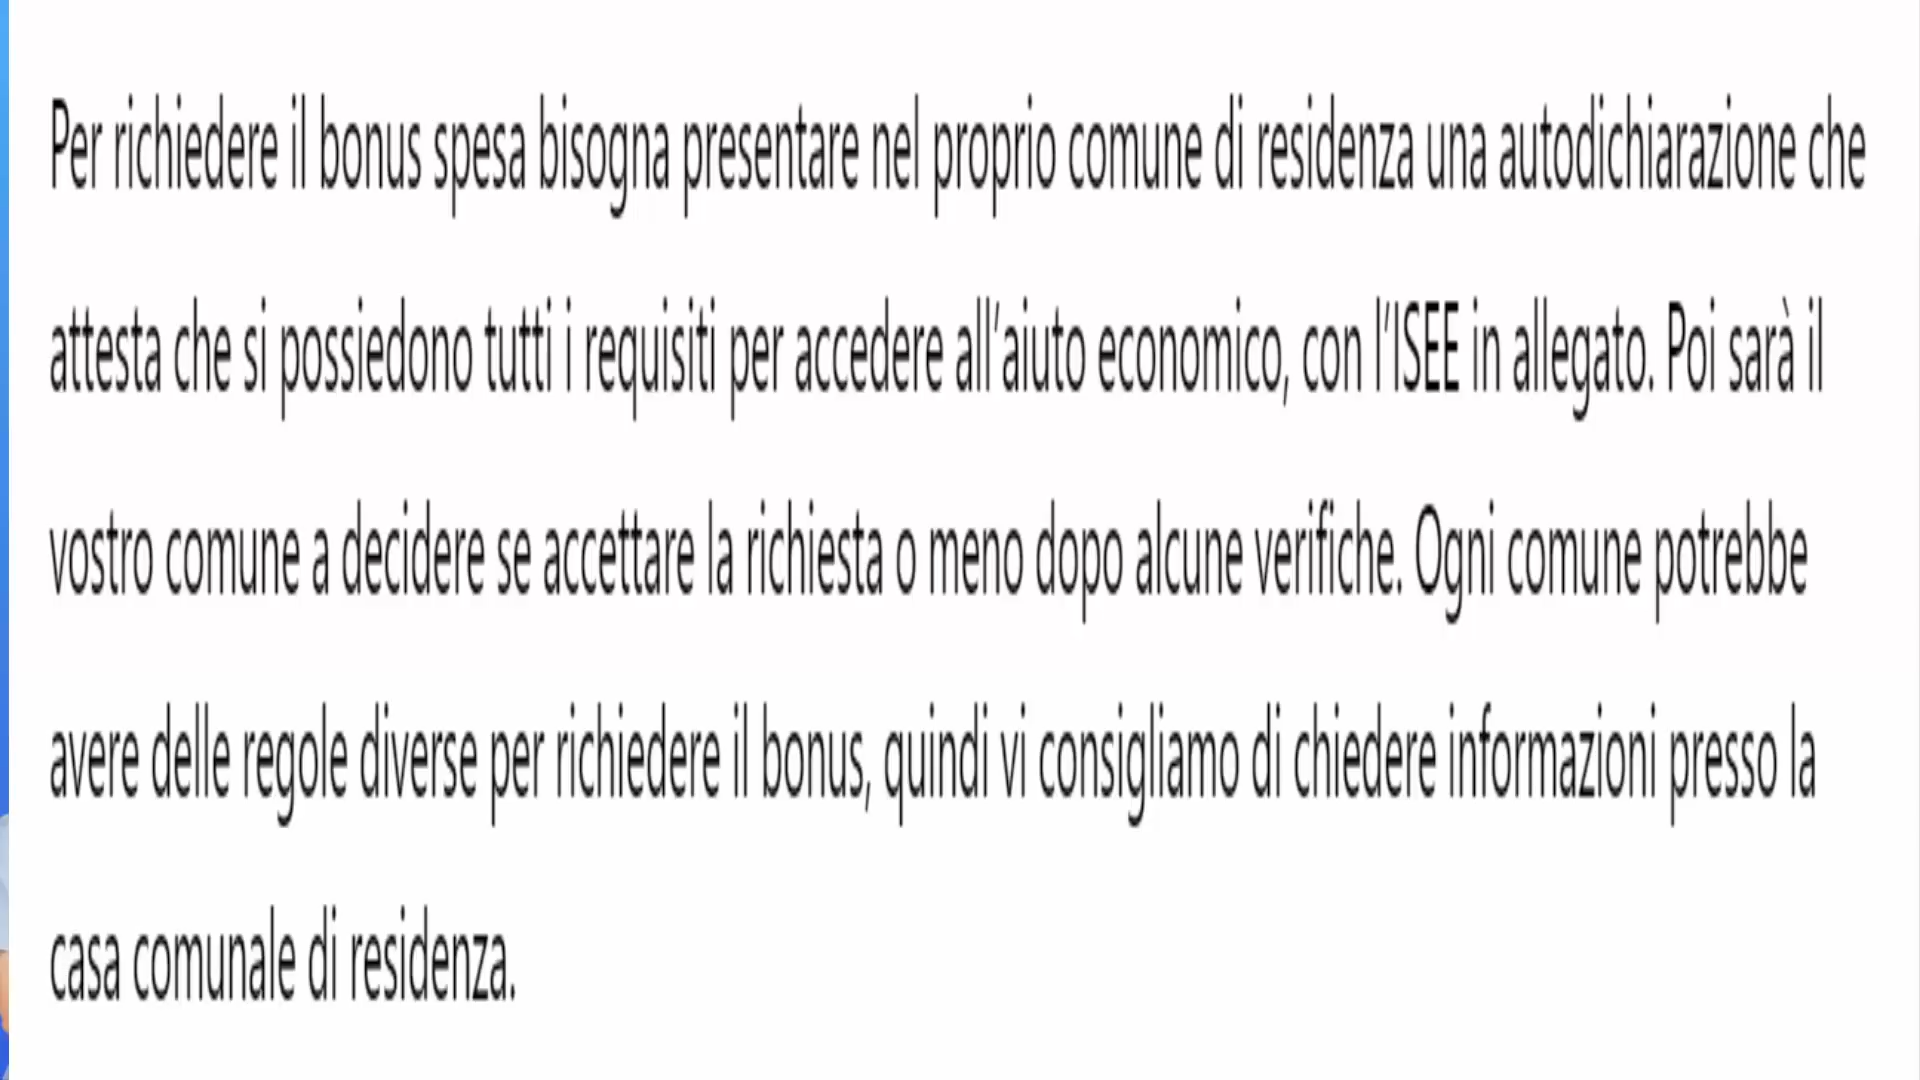 Per richiedere il bonus spesa bisogna presentare nel proprio comune di residenza una autodichiarazione che
attesta che si possiedono tutti i requisiti per accedere all’aiuto economico, con l’ISEE in allegato. Poi sarà il
vostro comune a decidere se accettare la richiesta o meno dopo alcune verifiche. Ogni comune potrebbe
avere delle regole diverse per richiedere il bonus, quindi vi consigliamo di chiedere informazioni presso la
casa comunale di residenza.